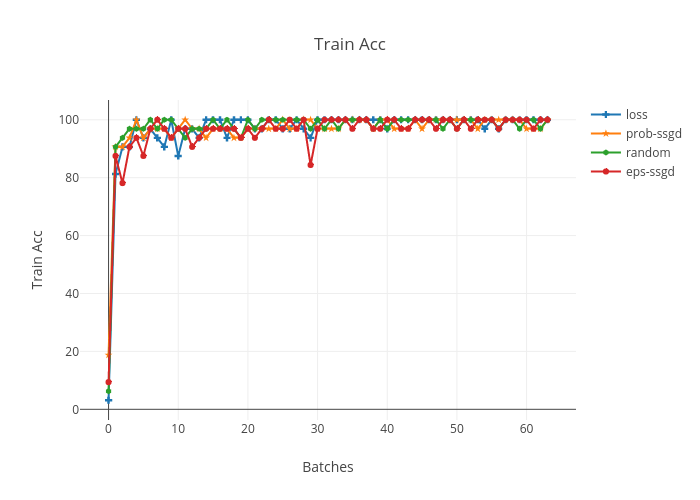 Train Acc
loss
prob-ssgd
random
eps-ssgd
Train Acc
100
80
60
40
20
0
0 10 20 30 40 50 60
Batches